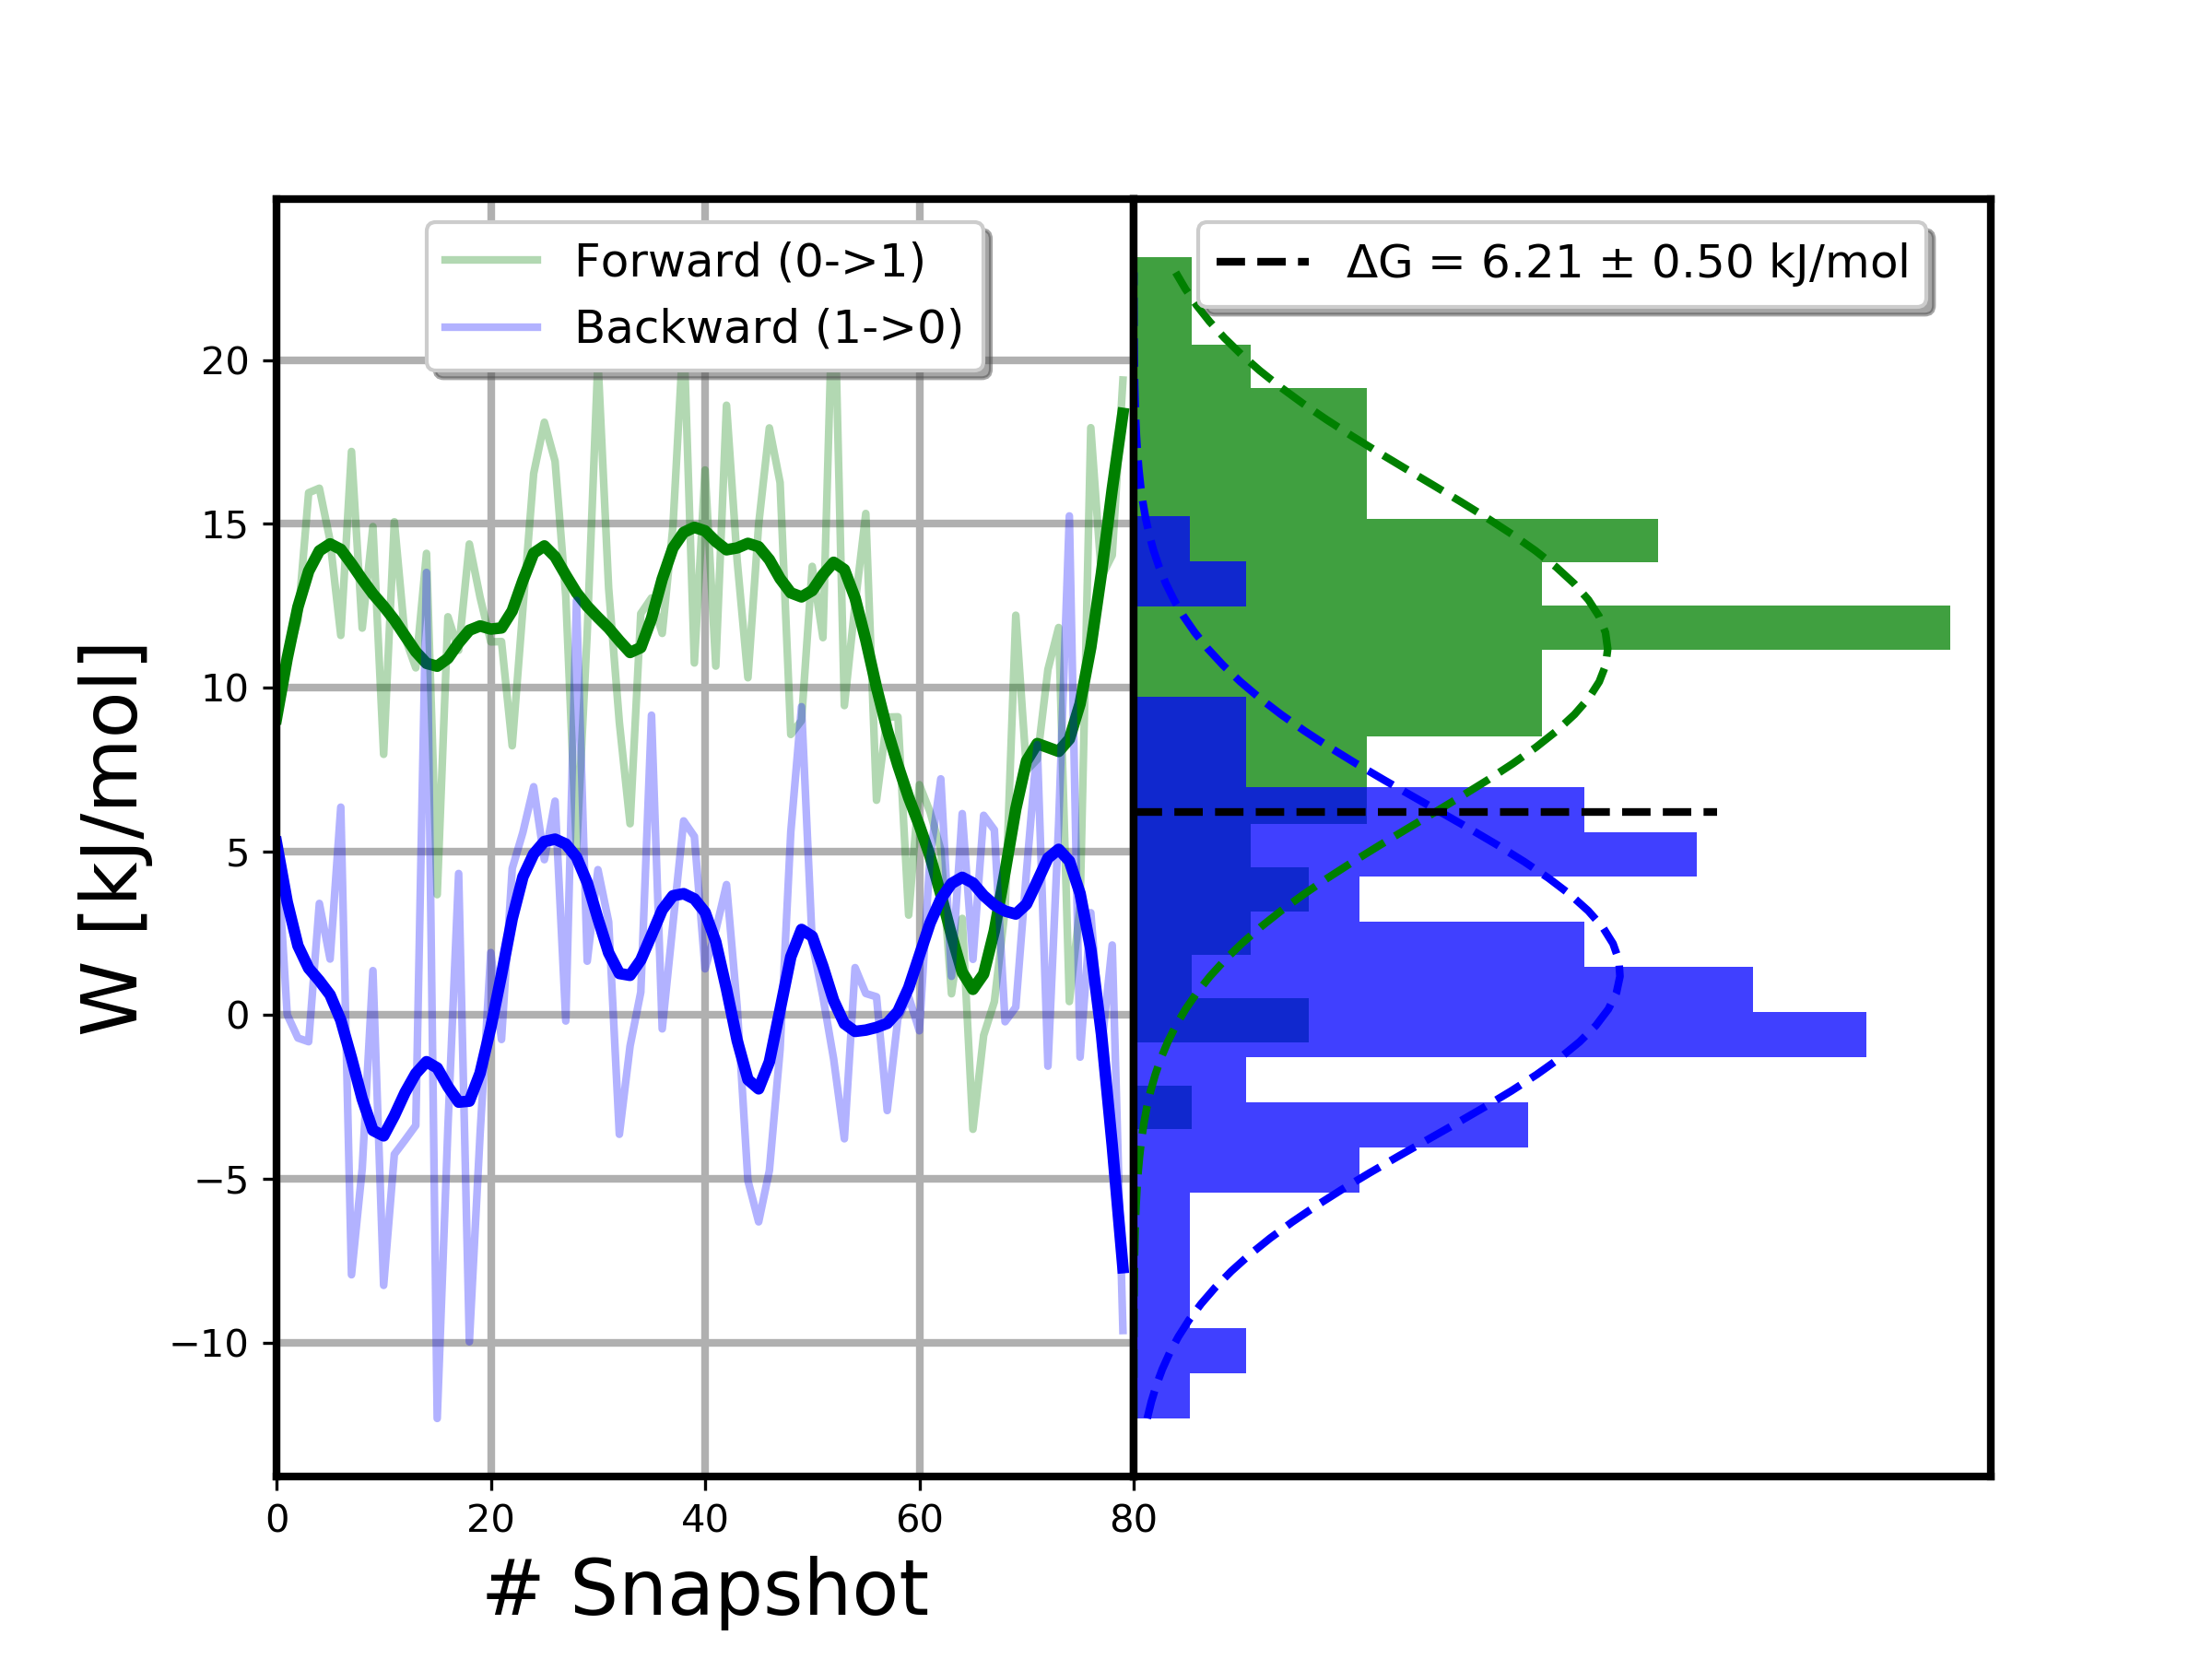 Forward (0->1)
Backward (1->0)
ΔG = 6.21 ± 0.50 kJ/mol
W [kJ/mol]
20
15
10
5
0
−5
−10
0 20 40 60 80
# Snapshot